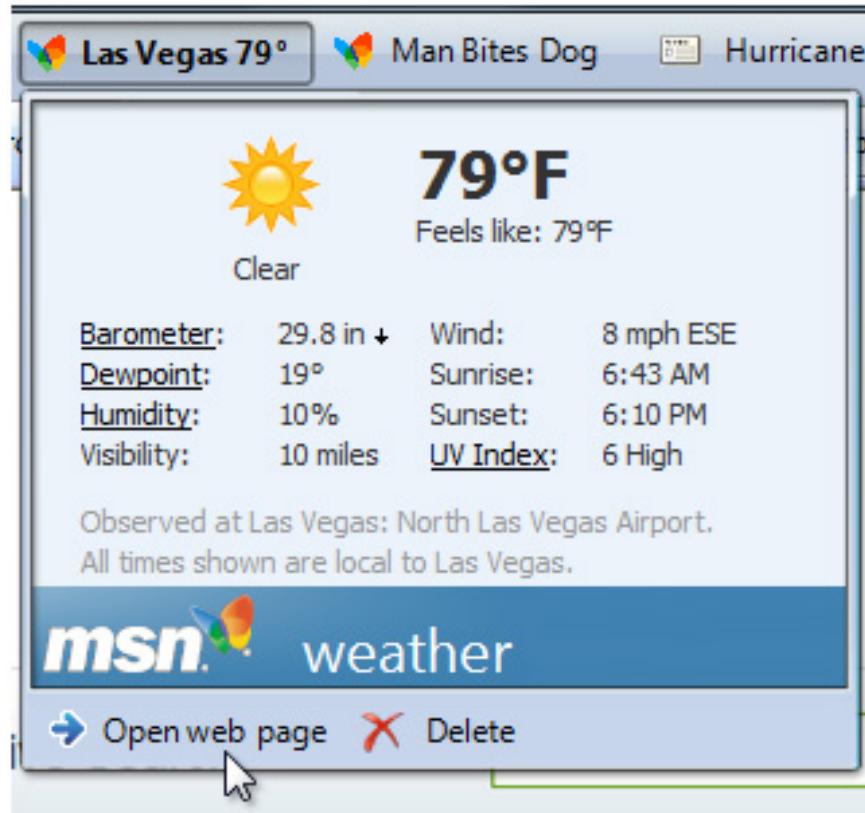 Las Vegas 79° Man Bites Dog Hurricane
79°F
Feels like: 79°F
Clear
Barometer: 29.8 in Wind: 8 mph ESE
Dewpoint: 19° Sunrise: 6:43 AM
Humidity: 10% Sunset: 6:10 PM
Visibility: 10 miles UV Index: 6 High
Observed at Las Vegas: North Las Vegas Airport.
All times shown are local to Las Vegas.
msn weather
Open web page Delete